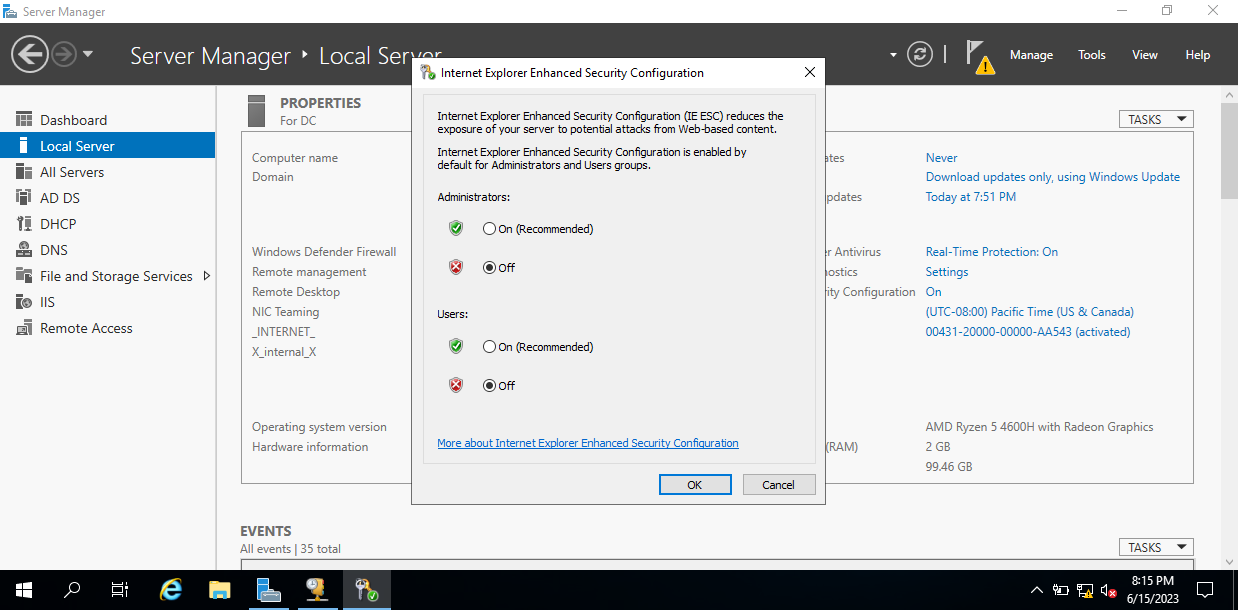 Server Manager
Server Manager
Local Server
Manage
Tools
View
Help
Dashboard
Local Server
All Servers
AD DS
DHCP
DNS
File and Storage Services
IIS
Remote Access
PROPERTIES
For DC
TASKS
Computer name
Domain
Windows Defender Firewall
Remote management
Remote Desktop
NIC Teaming
_INTERNET_
X_internal_X
Operating system version
Hardware information
Internet Explorer Enhanced Security Configuration
Internet Explorer Enhanced Security Configuration (IE ESC) reduces the
exposure of your server to potential attacks from Web-based content.
Internet Explorer Enhanced Security Configuration is enabled by
default for Administrators and Users groups.
Administrators:
On (Recommended)
Off
Users:
On (Recommended)
Off
More about Internet Explorer Enhanced Security Configuration
OK
Cancel
Never
Download updates only, using Windows Update
Today at 7:51 PM
Antivirus
Real-Time Protection: On
Settings
Configuration
On
(UTC-08:00) Pacific Time (US & Canada)
00431-20000-00000-AA543 (activated)
AMD Ryzen 5 4600H with Radeon Graphics
(RAM)
2 GB
99.46 GB
EVENTS
All events | 35 total
TASKS
8:15 PM
6/15/2023